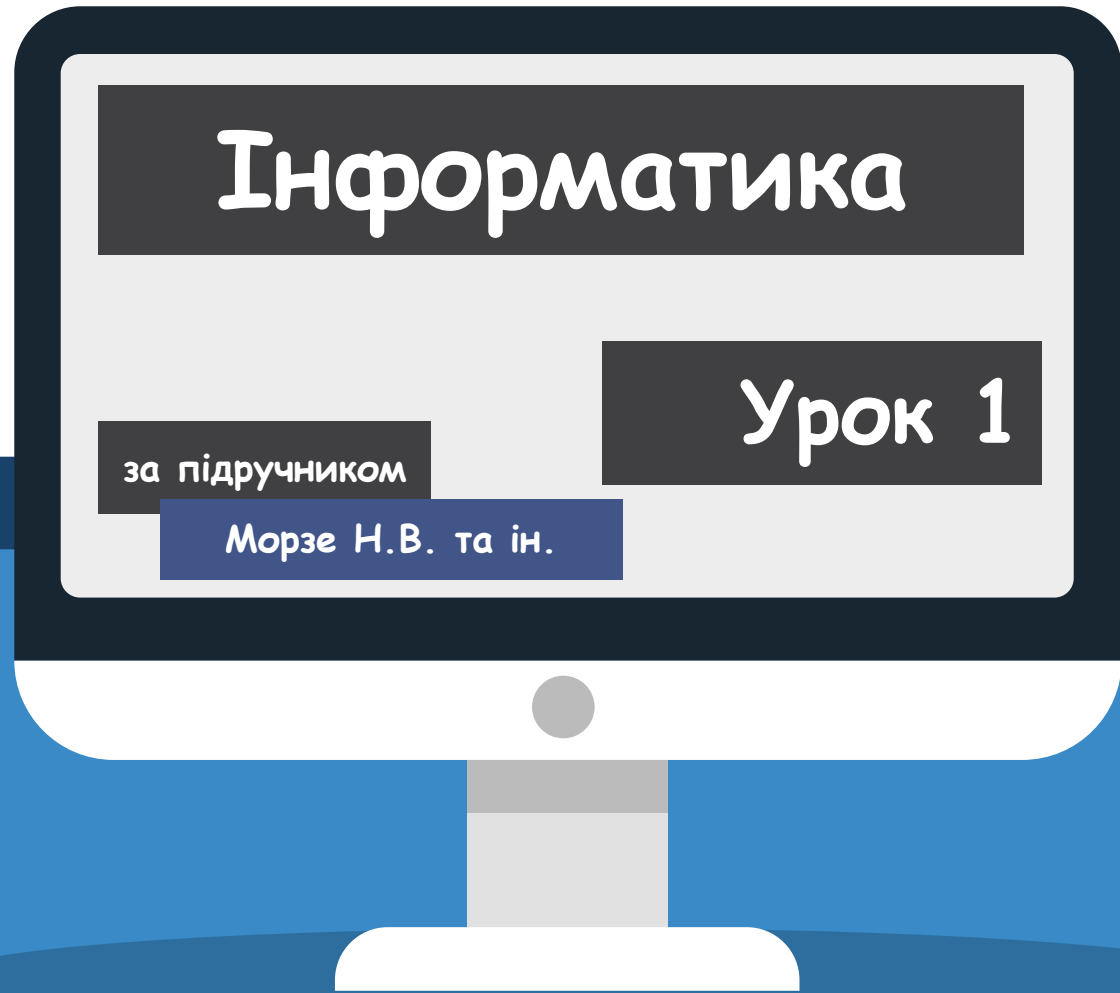 Інформатика
Урок 1
за підручником
Морзе Н.В. та ін.